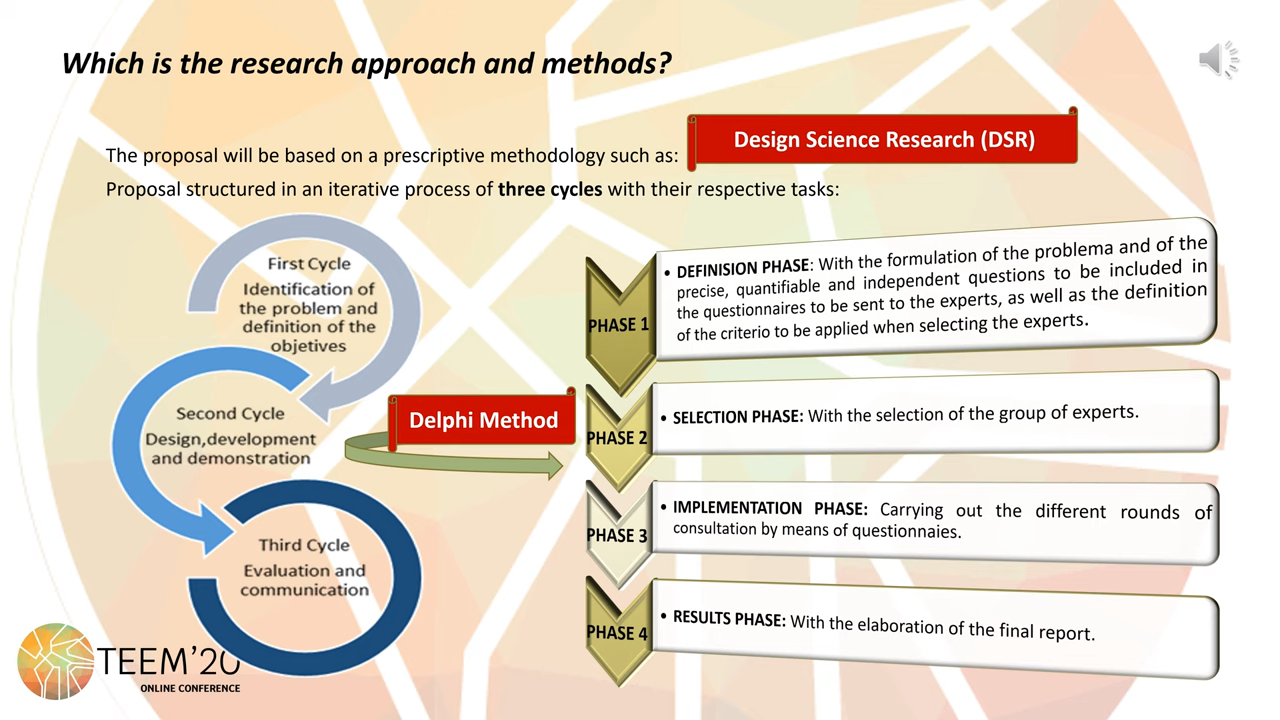 Which is the research approach and methods?
Design Science Research (DSR)
The proposal will be based on a prescriptive methodology such as:
Proposal structured in an iterative process of three cycles with their respective tasks:
First Cycle
Identification of
the problem and
definition of the
objetives
Second Cycle
Design,development
and demonstration
Third Cycle
Evaluation and
communication
Delphi Method
PHASE 1
• DEFINISION PHASE: With the formulation of the problema and of the
precise, quantifiable and independent questions to be included in
the questionnaires to be sent to the experts, as well as the definition
of the criterio to be applied when selecting the experts.
PHASE 2
• SELECTION PHASE: With the selection of the group of experts.
PHASE 3
• IMPLEMENTATION PHASE: Carrying out the different rounds of
consultation by means of questionnaies.
PHASE 4
• RESULTS PHASE: With the elaboration of the final report.
TEEM'20
ONLINE CONFERENCE